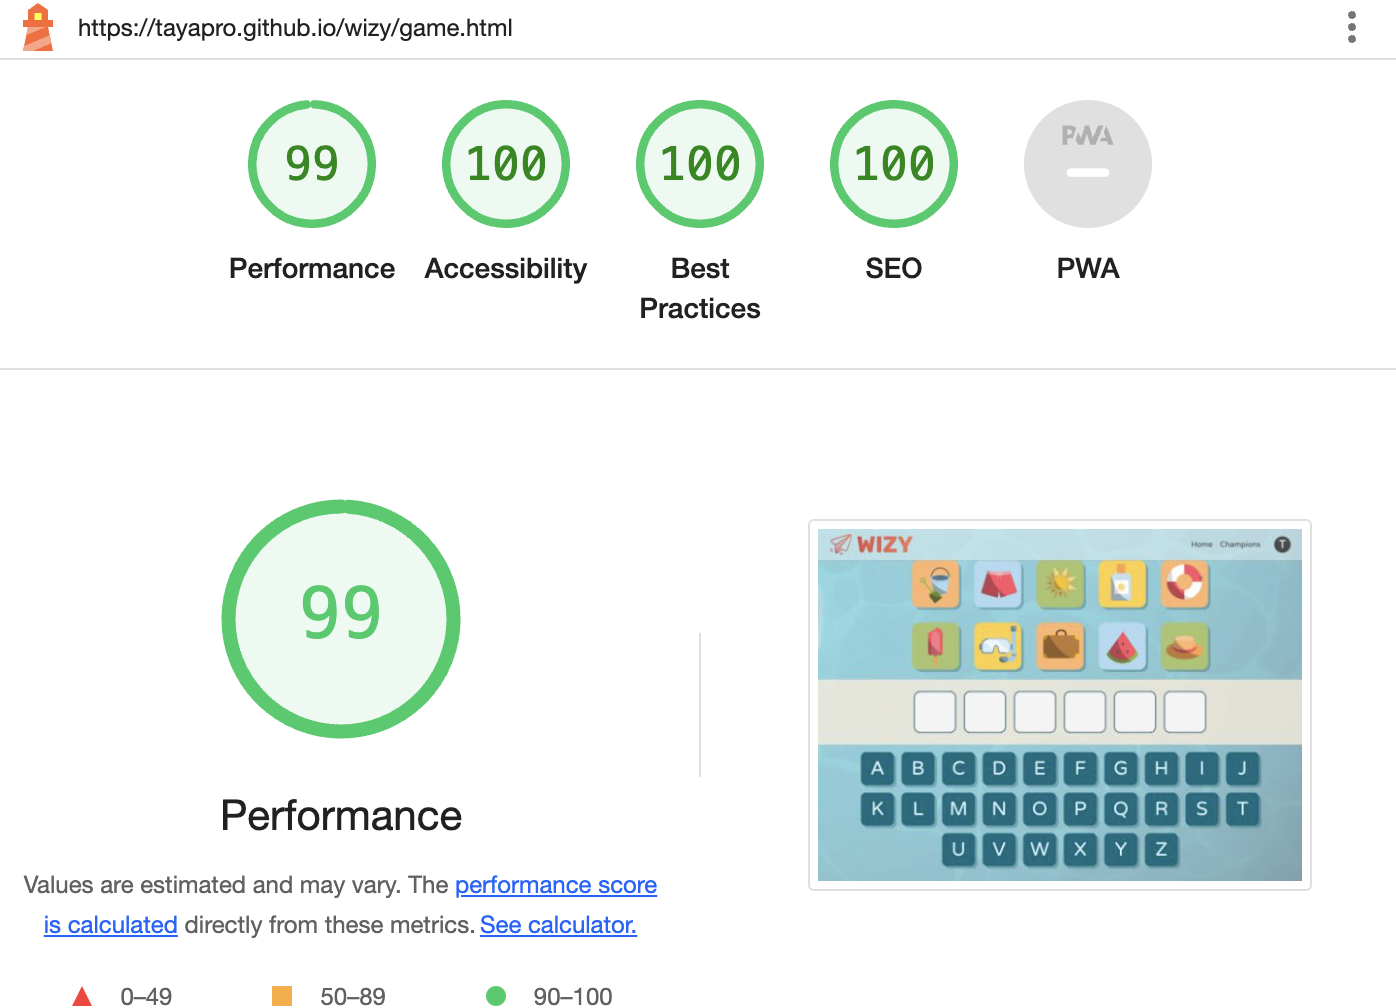 https://tayapro.github.io/wizy/game.html
99
100
100
100
PWA
Performance
Accessibility
Best
Practices
SEO
PWA
99
Performance
Values are estimated and may vary. The performance score
is calculated directly from these metrics. See calculator.
0–49
50–89
90–100
WIZY
Home Champions T
A B C D E F G H I J
K L M N O P Q R S T
U V W X Y Z